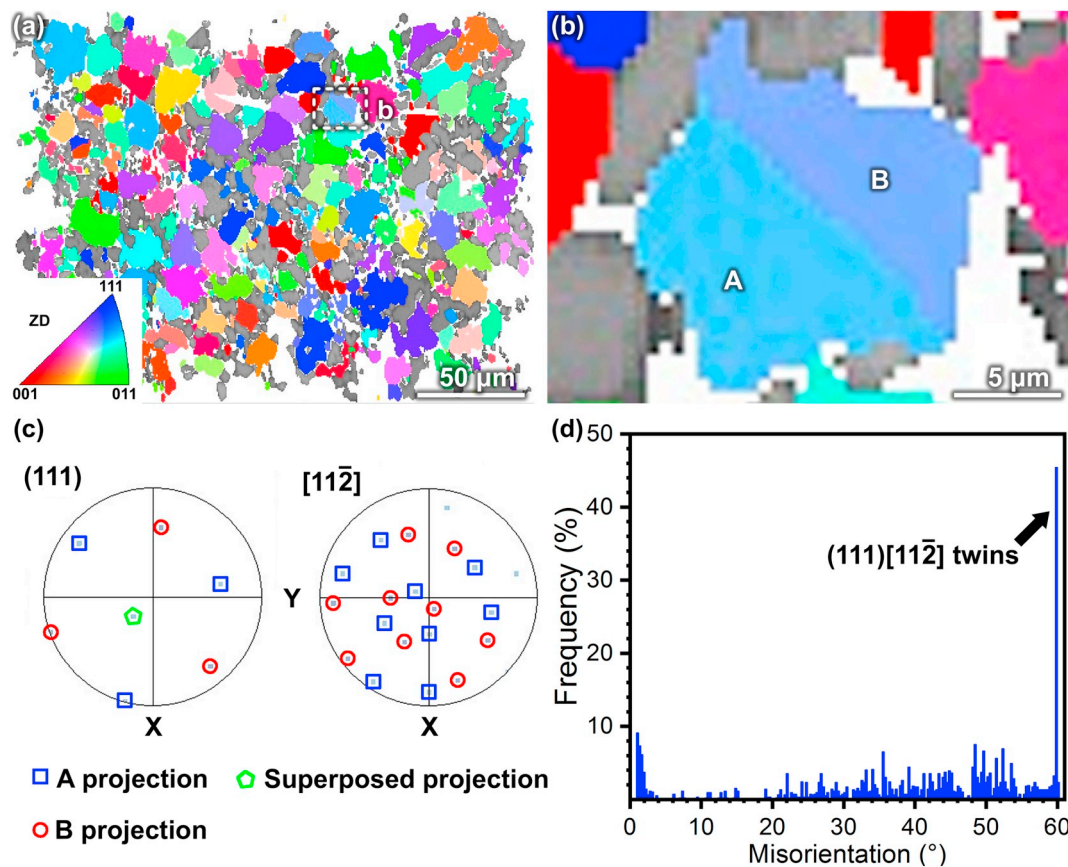 (a)
b
ZD
111
001
011
50 μm
(b)
B
A
5 μm
(c)
(111)
[112̅]
Y
X
X
A projection
Superposed projection
B projection
(d)
50
40
30
20
10
Frequency (%)
(111)[112̅] twins
0 10 20 30 40 50 60
Misorientation (°)